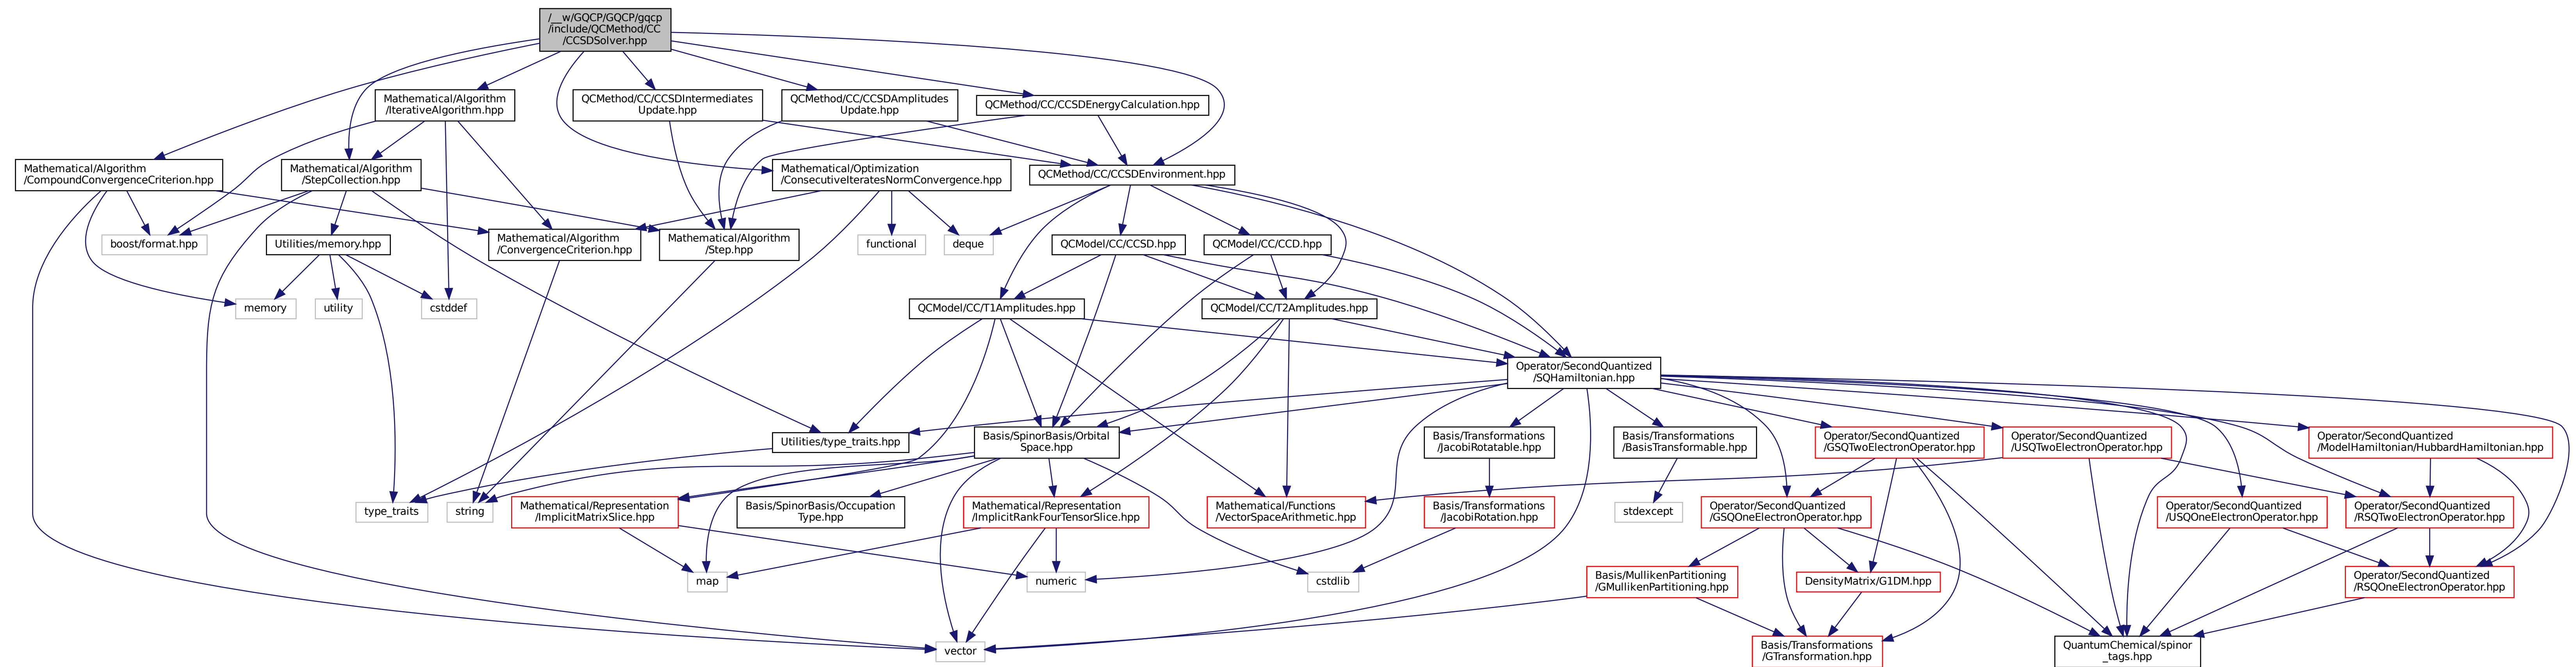 /__w/GQCP/GQCP/gqcp
/include/QCMethod/CC
/CCSDSolver.hpp
Mathematical/Algorithm
/IterativeAlgorithm.hpp
QCMethod/CC/CCSDIntermediates
Update.hpp
QCMethod/CC/CCSDAmplitudes
Update.hpp
QCMethod/CC/CCSDEnergyCalculation.hpp
Mathematical/Algorithm
/CompoundConvergenceCriterion.hpp
Mathematical/Algorithm
/StepCollection.hpp
Mathematical/Optimization
/ConsecutiveIteratesNormConvergence.hpp
QCMethod/CC/CCSDEnvironment.hpp
boost/format.hpp
Utilities/memory.hpp
Mathematical/Algorithm
/ConvergenceCriterion.hpp
Mathematical/Algorithm
/Step.hpp
functional
deque
QCModel/CC/CCSD.hpp
QCModel/CC/CCD.hpp
memory
utility
cstddef
QCModel/CC/T1Amplitudes.hpp
QCModel/CC/T2Amplitudes.hpp
Operator/SecondQuantized
/SQHamiltonian.hpp
Utilities/type_traits.hpp
Basis/SpinorBasis/Orbital
Space.hpp
Basis/Transformations
/JacobiRotatable.hpp
Basis/Transformations
/BasisTransformable.hpp
Operator/SecondQuantized
/GSQTwoElectronOperator.hpp
Operator/SecondQuantized
/USQTwoElectronOperator.hpp
Operator/SecondQuantized
/ModelHamiltonian/HubbardHamiltonian.hpp
type_traits
string
Mathematical/Representation
/ImplicitMatrixSlice.hpp
Basis/SpinorBasis/Occupation
Type.hpp
Mathematical/Representation
/ImplicitRankFourTensorSlice.hpp
Mathematical/Functions
/VectorSpaceArithmetic.hpp
Basis/Transformations
/JacobiRotation.hpp
stdexcept
Operator/SecondQuantized
/GSQOneElectronOperator.hpp
Operator/SecondQuantized
/USQOneElectronOperator.hpp
Operator/SecondQuantized
/RSQTwoElectronOperator.hpp
map
numeric
cstdlib
Basis/MullikenPartitioning
/GMullikenPartitioning.hpp
DensityMatrix/G1DM.hpp
Operator/SecondQuantized
/RSQOneElectronOperator.hpp
vector
Basis/Transformations
/GTransformation.hpp
QuantumChemical/spinor
_tags.hpp